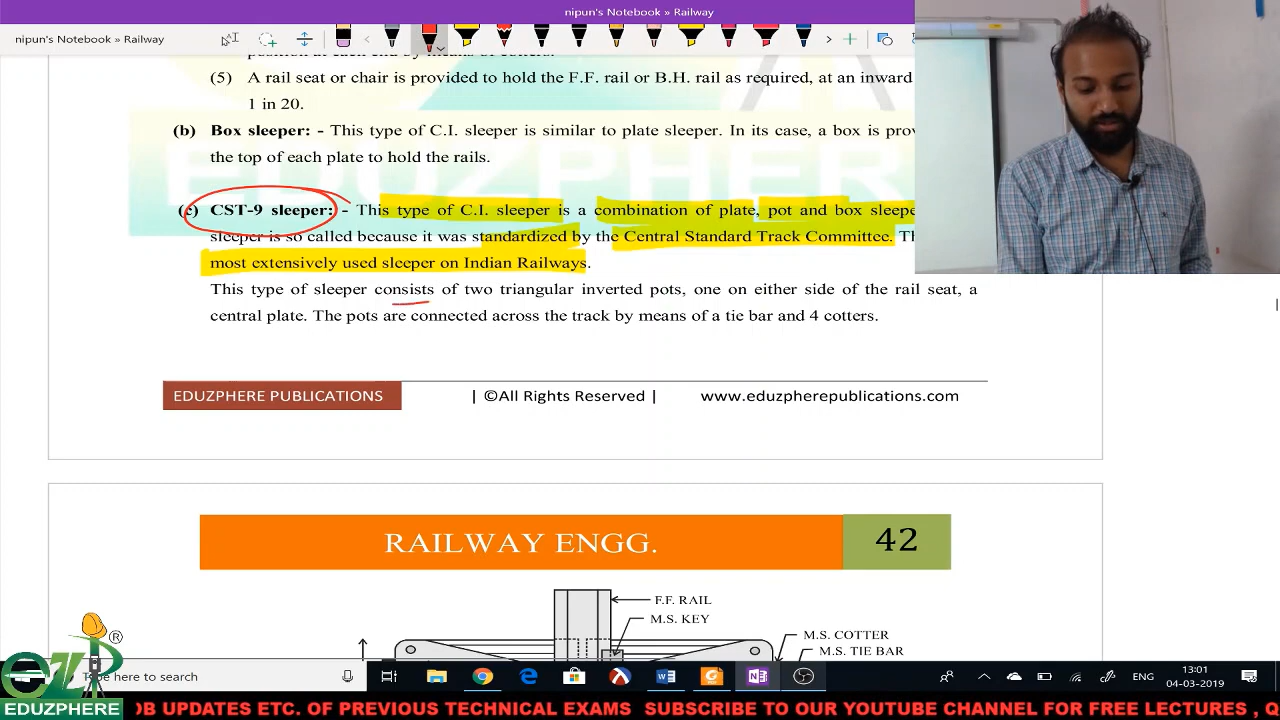 nipun's Notebook » Railway
nipun's Notebook » Railway
(5) A rail seat or chair is provided to hold the F.F. rail or B.H. rail as required, at an inward
1 in 20.
(b) Box sleeper: - This type of C.I. sleeper is similar to plate sleeper. In its case, a box is
the top of each plate to hold the rails.
(c) CST-9 sleeper: - This type of C.I. sleeper is a combination of plate, pot and box
sleeper is so called because it was standardized by the Central Standard Track Committee.
most extensively used sleeper on Indian Railways.
This type of sleeper consists of two triangular inverted pots, one on either side of the rail seat, a
central plate. The pots are connected across the track by means of a tie bar and 4 cotters.
EDUZPHERE PUBLICATIONS | ©All Rights Reserved | www.eduzpherepublications.com
RAILWAY ENGG. 42
F.F. RAIL
M.S. KEY
M.S. COTTER
M.S. TIE BAR
EDUZPHERE
ype here to search
ENG
13:01
04-03-2019
EDUZPHERE
OB UPDATES ETC. OF PREVIOUS TECHNICAL EXAMS SUBSCRIBE TO OUR YOUTUBE CHANNEL FOR FREE LECTURES , Q